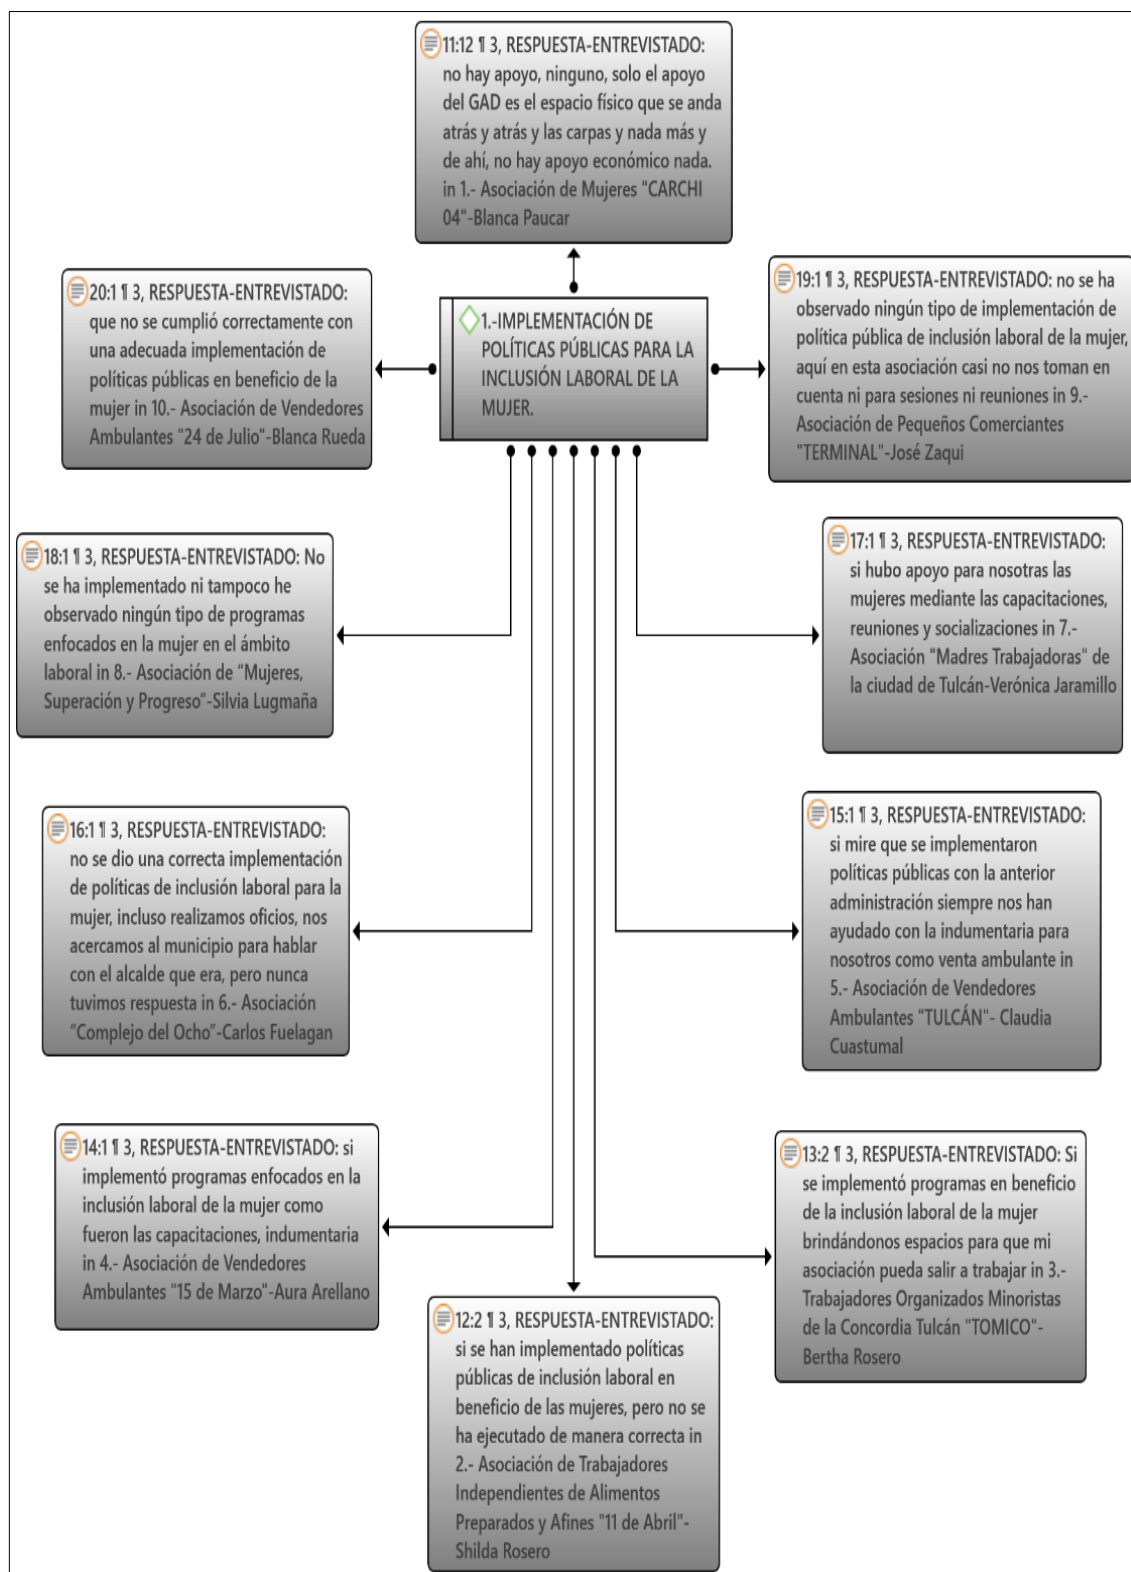 11:12 ¶ 3, RESPUESTA-ENTREVISTADO:
no hay apoyo, ninguno, solo el apoyo
del GAD es el espacio físico que se anda
atrás y atrás y las carpas y nada más y
de ahí, no hay apoyo económico nada.
in 1.- Asociación de Mujeres "CARCHI
04"-Blanca Paucar
20:1 ¶ 3, RESPUESTA-ENTREVISTADO:
que no se cumplió correctamente con
una adecuada implementación de
políticas públicas en beneficio de la
mujer in 10.- Asociación de Vendedores
Ambulantes "24 de Julio"-Blanca Rueda
1.-IMPLEMENTACIÓN DE
POLÍTICAS PÚBLICAS PARA LA
INCLUSIÓN LABORAL DE LA
MUJER.
19:1 ¶ 3, RESPUESTA-ENTREVISTADO: no se ha
observado ningún tipo de implementación de
política pública de inclusión laboral de la mujer,
aquí en esta asociación casi no nos toman en
cuenta ni para sesiones ni reuniones in 9.-
Asociación de Pequeños Comerciantes
"TERMINAL"-José Zaqui
18:1 ¶ 3, RESPUESTA-ENTREVISTADO: No
se ha implementado ni tampoco he
observado ningún tipo de programas
enfocados en la mujer en el ámbito
laboral in 8.- Asociación de “Mujeres,
Superación y Progreso”-Silvia Lugmaña
17:1 ¶ 3, RESPUESTA-ENTREVISTADO:
si hubo apoyo para nosotras las
mujeres mediante las capacitaciones,
reuniones y socializaciones in 7.-
Asociación "Madres Trabajadoras" de
la ciudad de Tulcán-Verónica Jaramillo
16:1 ¶ 3, RESPUESTA-ENTREVISTADO:
no se dio una correcta implementación
de políticas de inclusión laboral para la
mujer, incluso realizamos oficios, nos
acercamos al municipio para hablar
con el alcalde que era, pero nunca
tuvimos respuesta in 6.- Asociación
“Complejo del Ocho”-Carlos Fuelagan
15:1 ¶ 3, RESPUESTA-ENTREVISTADO:
si mire que se implementaron
políticas públicas con la anterior
administración siempre nos han
ayudado con la indumentaria para
nosotros como venta ambulante in
5.- Asociación de Vendedores
Ambulantes "TULCÁN"- Claudia
Cuastumal
14:1 ¶ 3, RESPUESTA-ENTREVISTADO: si
implementó programas enfocados en la
inclusión laboral de la mujer como
fueron las capacitaciones, indumentaria
in 4.- Asociación de Vendedores
Ambulantes "15 de Marzo"-Aura Arellano
13:2 ¶ 3, RESPUESTA-ENTREVISTADO: Si
se implementó programas en beneficio
de la inclusión laboral de la mujer
brindándonos espacios para que mi
asociación pueda salir a trabajar in 3.-
Trabajadores Organizados Minoristas
de la Concordia Tulcán "TOMICO"-
Bertha Rosero
12:2 ¶ 3, RESPUESTA-ENTREVISTADO:
si se han implementado políticas
públicas de inclusión laboral en
beneficio de las mujeres, pero no se
ha ejecutado de manera correcta in
2.- Asociación de Trabajadores
Independientes de Alimentos
Preparados y Afines "11 de Abril"-
Shilda Rosero